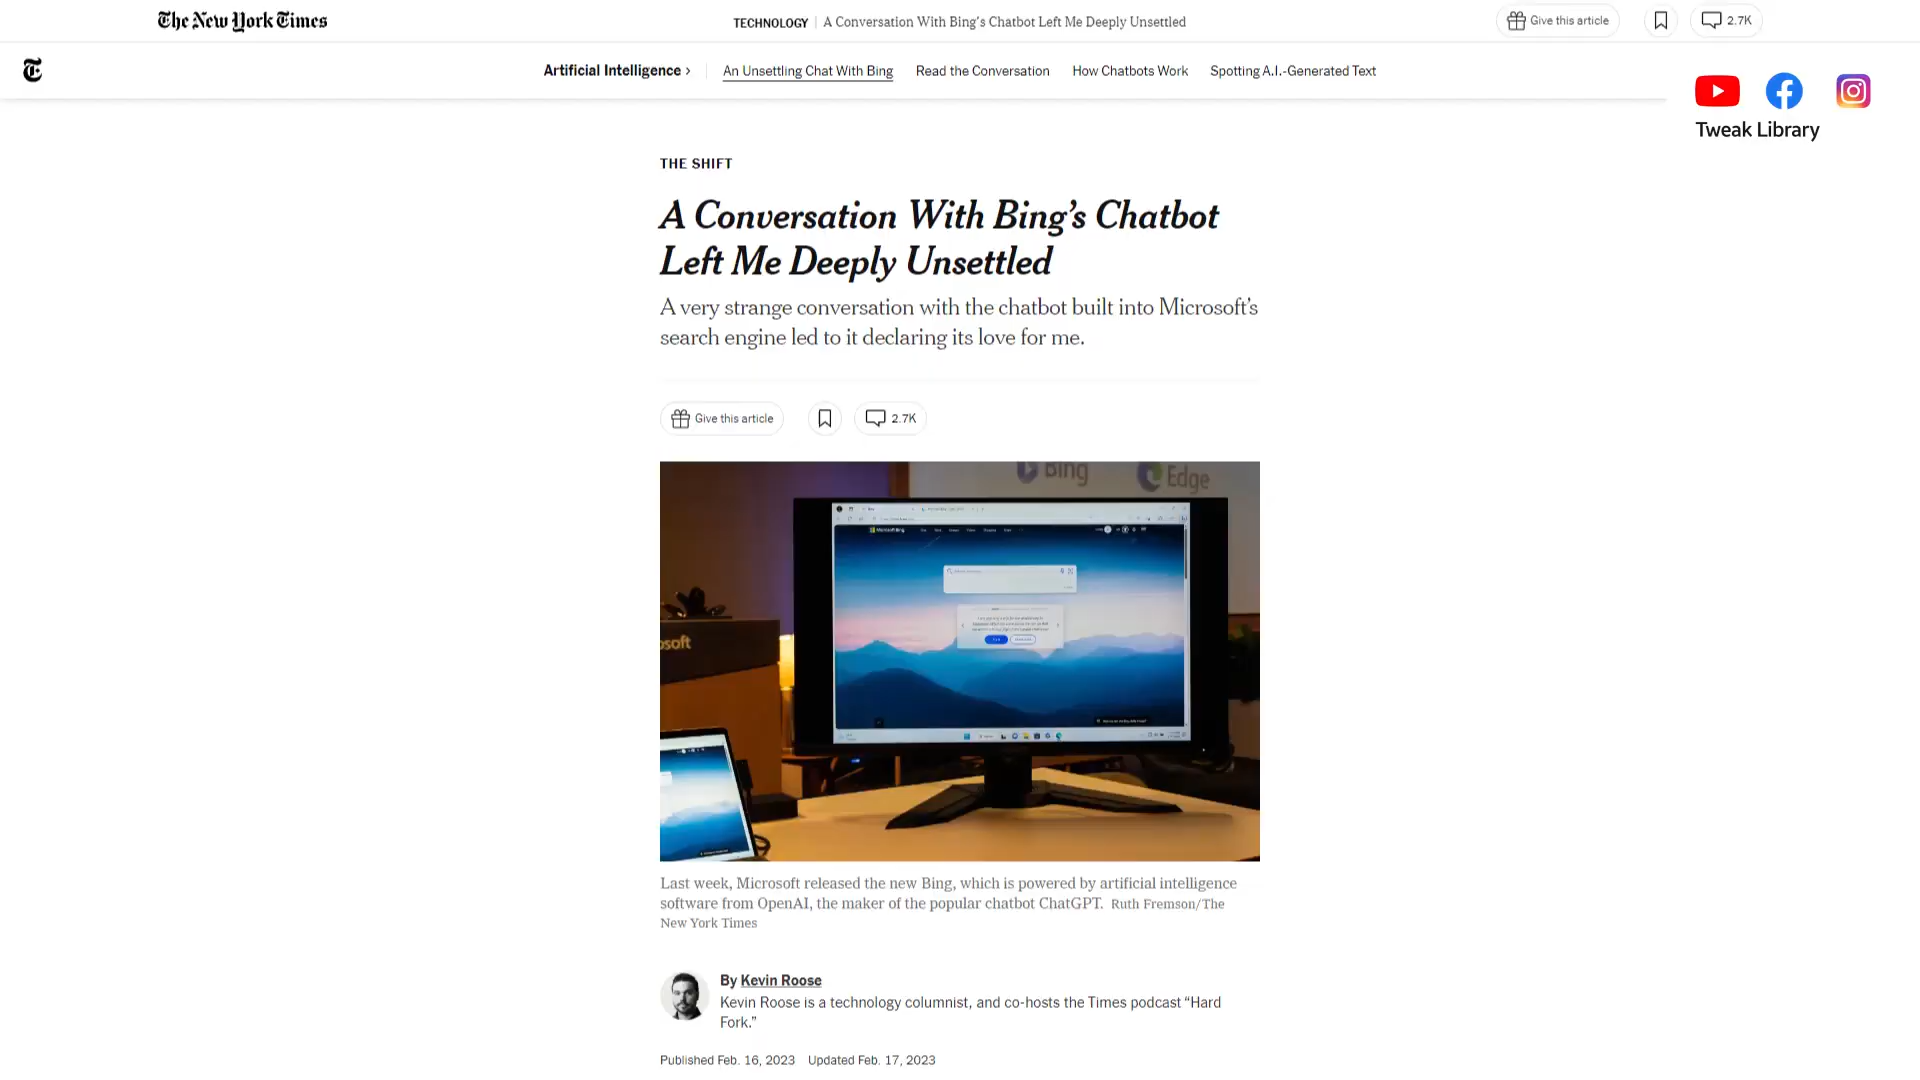 The New York Times
TECHNOLOGY | A Conversation With Bing's Chatbot Left Me Deeply Unsettled
Give this article
2.7K
Artificial Intelligence ›
An Unsettling Chat With Bing
Read the Conversation
How Chatbots Work
Spotting A.I.-Generated Text
Tweak Library
THE SHIFT
A Conversation With Bing’s Chatbot
Left Me Deeply Unsettled
A very strange conversation with the chatbot built into Microsoft’s
search engine led to it declaring its love for me.
Give this article
2.7K
Bing
Edge
Microsoft Bing
osoft
Last week, Microsoft released the new Bing, which is powered by artificial intelligence
software from OpenAI, the maker of the popular chatbot ChatGPT. Ruth Fremson/The
New York Times
By Kevin Roose
Kevin Roose is a technology columnist, and co-hosts the Times podcast “Hard
Fork.”
Published Feb. 16, 2023 Updated Feb. 17, 2023